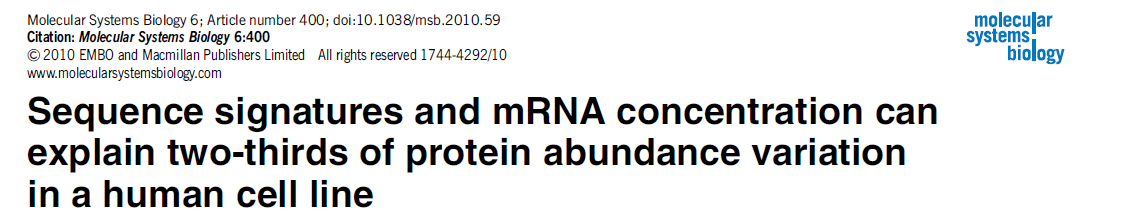 Molecular Systems Biology 6; Article number 400; doi:10.1038/msb.2010.59
Citation: Molecular Systems Biology 6:400
© 2010 EMBO and Macmillan Publishers Limited All rights reserved 1744-4292/10
www.molecularsystemsbiology.com
molecular
systems
biology
Sequence signatures and mRNA concentration can
explain two-thirds of protein abundance variation
in a human cell line